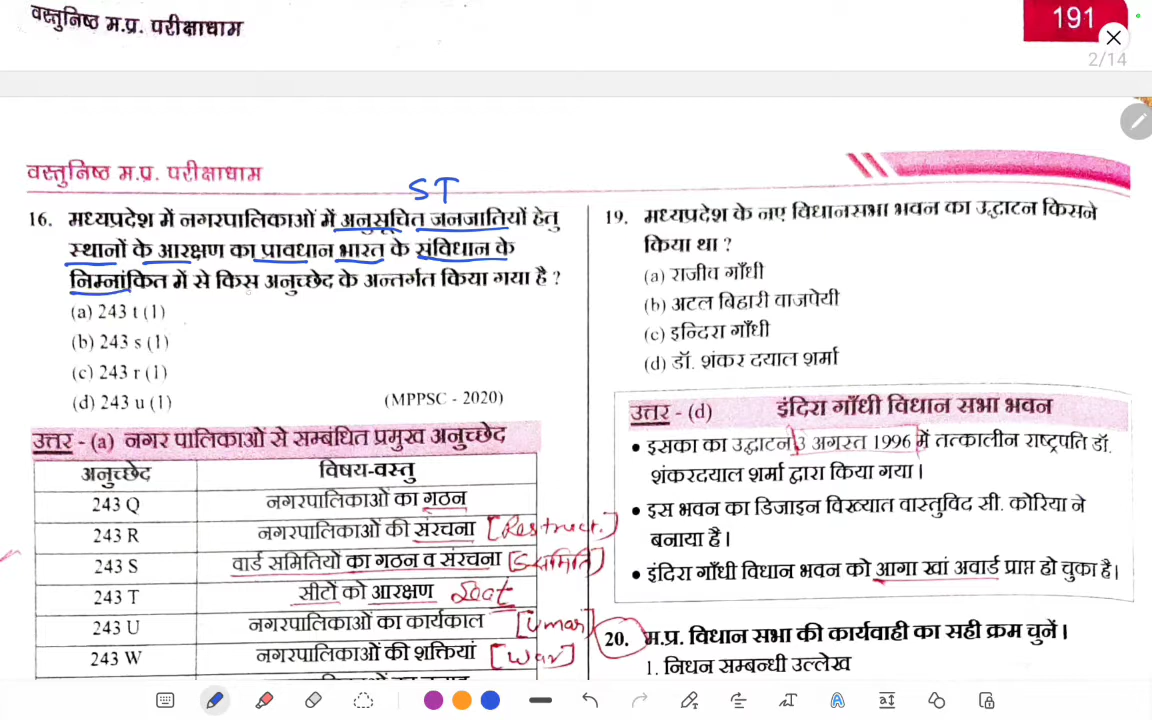 वस्तुनिष्ठ म.प्र. परीक्षाधाम
191
2/14
वस्तुनिष्ठ म.प्र. परीक्षाधाम
ST
16. मध्यप्रदेश में नगरपालिकाओं में अनुसूचित जनजातियों हेतु
स्थानों के आरक्षण का प्रावधान भारत के संविधान के
निम्नांकित में से किस अनुच्छेद के अन्तर्गत किया गया है ?
(a) 243 t (1)
(b) 243 s (1)
(c) 243 r (1)
(d) 243 u (1)
(MPPSC - 2020)
उत्तर - (a) नगर पालिकाओं से सम्बंधित प्रमुख अनुच्छेद
अनुच्छेद विषय-वस्तु
243 Q नगरपालिकाओं का गठन
243 R नगरपालिकाओं की संरचना [Restruct.]
243 S वार्ड समितियों का गठन व संरचना [Sमिति]
243 T सीटों को आरक्षण Seat
243 U नगरपालिकाओं का कार्यकाल [Umar]
243 W नगरपालिकाओं की शक्तियां [War]
19. मध्यप्रदेश के नए विधानसभा भवन का उद्घाटन किसने
किया था ?
(a) राजीव गाँधी
(b) अटल बिहारी वाजपेयी
(c) इन्दिरा गाँधी
(d) डॉ. शंकर दयाल शर्मा
उत्तर - (d) इंदिरा गाँधी विधान सभा भवन
• इसका का उद्घाटन 3 अगस्त 1996 में तत्कालीन राष्ट्रपति डॉ.
शंकरदयाल शर्मा द्वारा किया गया।
• इस भवन का डिजाइन विख्यात वास्तुविद सी. कोरिया ने
बनाया है।
• इंदिरा गाँधी विधान भवन को आगा खां अवार्ड प्राप्त हो चुका है।
20. म.प्र. विधान सभा की कार्यवाही का सही क्रम चुनें।
1. निधन सम्बन्धी उल्लेख